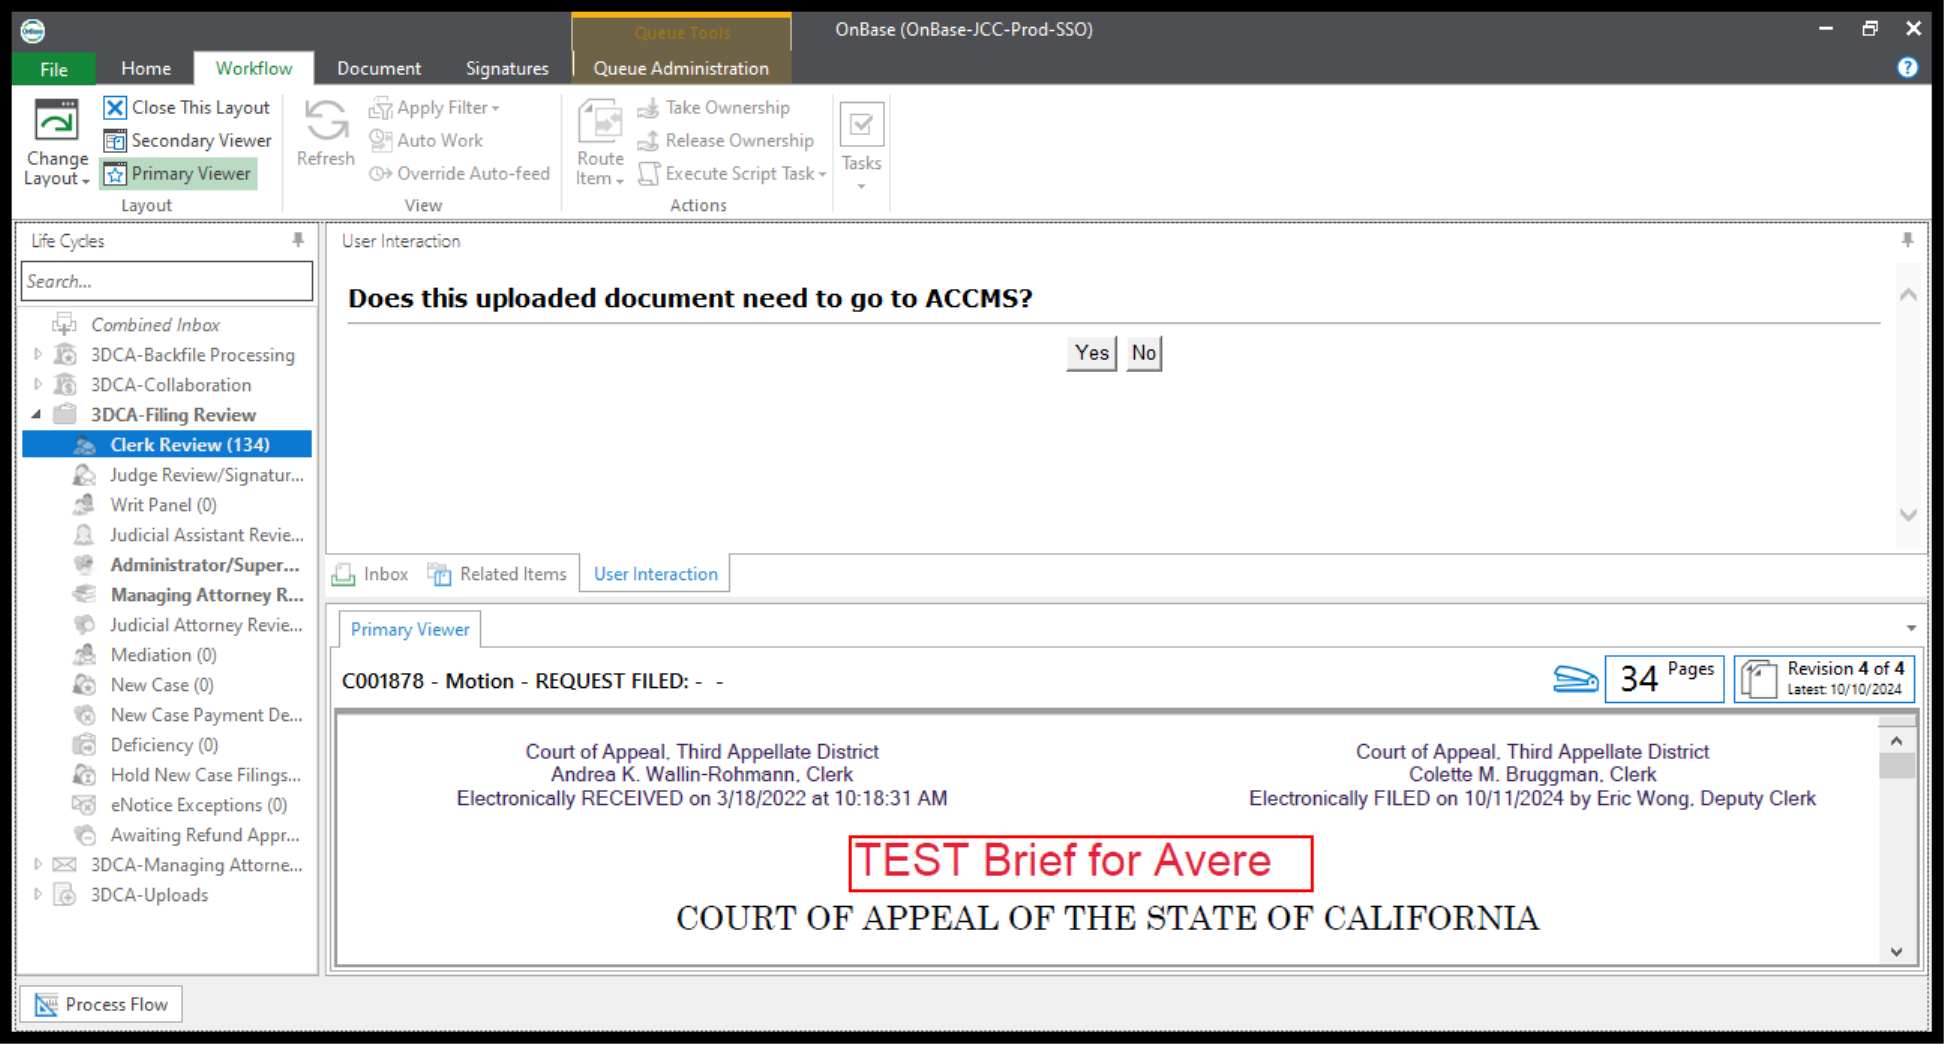 OnBase
Queue Tools
OnBase (OnBase-JCC-Prod-SSO)
File
Home
Workflow
Document
Signatures
Queue Administration
?
Change
Layout
Close This Layout
Secondary Viewer
Primary Viewer
Layout
Refresh
Apply Filter
Auto Work
Override Auto-feed
View
Route
Item
Take Ownership
Release Ownership
Execute Script Task
Actions
Tasks
Life Cycles
Search...
Combined Inbox
3DCA-Backfile Processing
3DCA-Collaboration
3DCA-Filing Review
Clerk Review (134)
Judge Review/Signatur...
Writ Panel (0)
Judicial Assistant Revie...
Administrator/Super...
Managing Attorney R...
Judicial Attorney Revie...
Mediation (0)
New Case (0)
New Case Payment De...
Deficiency (0)
Hold New Case Filings...
eNotice Exceptions (0)
Awaiting Refund Appr...
3DCA-Managing Attorne...
3DCA-Uploads
User Interaction
Does this uploaded document need to go to ACCMS?
Yes
No
Inbox
Related Items
User Interaction
Primary Viewer
C001878 - Motion - REQUEST FILED: - -
34 Pages
Revision 4 of 4
Latest: 10/10/2024
Court of Appeal, Third Appellate District
Andrea K. Wallin-Rohmann, Clerk
Electronically RECEIVED on 3/18/2022 at 10:18:31 AM
Court of Appeal, Third Appellate District
Colette M. Bruggman, Clerk
Electronically FILED on 10/11/2024 by Eric Wong, Deputy Clerk
TEST Brief for Avere
COURT OF APPEAL OF THE STATE OF CALIFORNIA
Process Flow